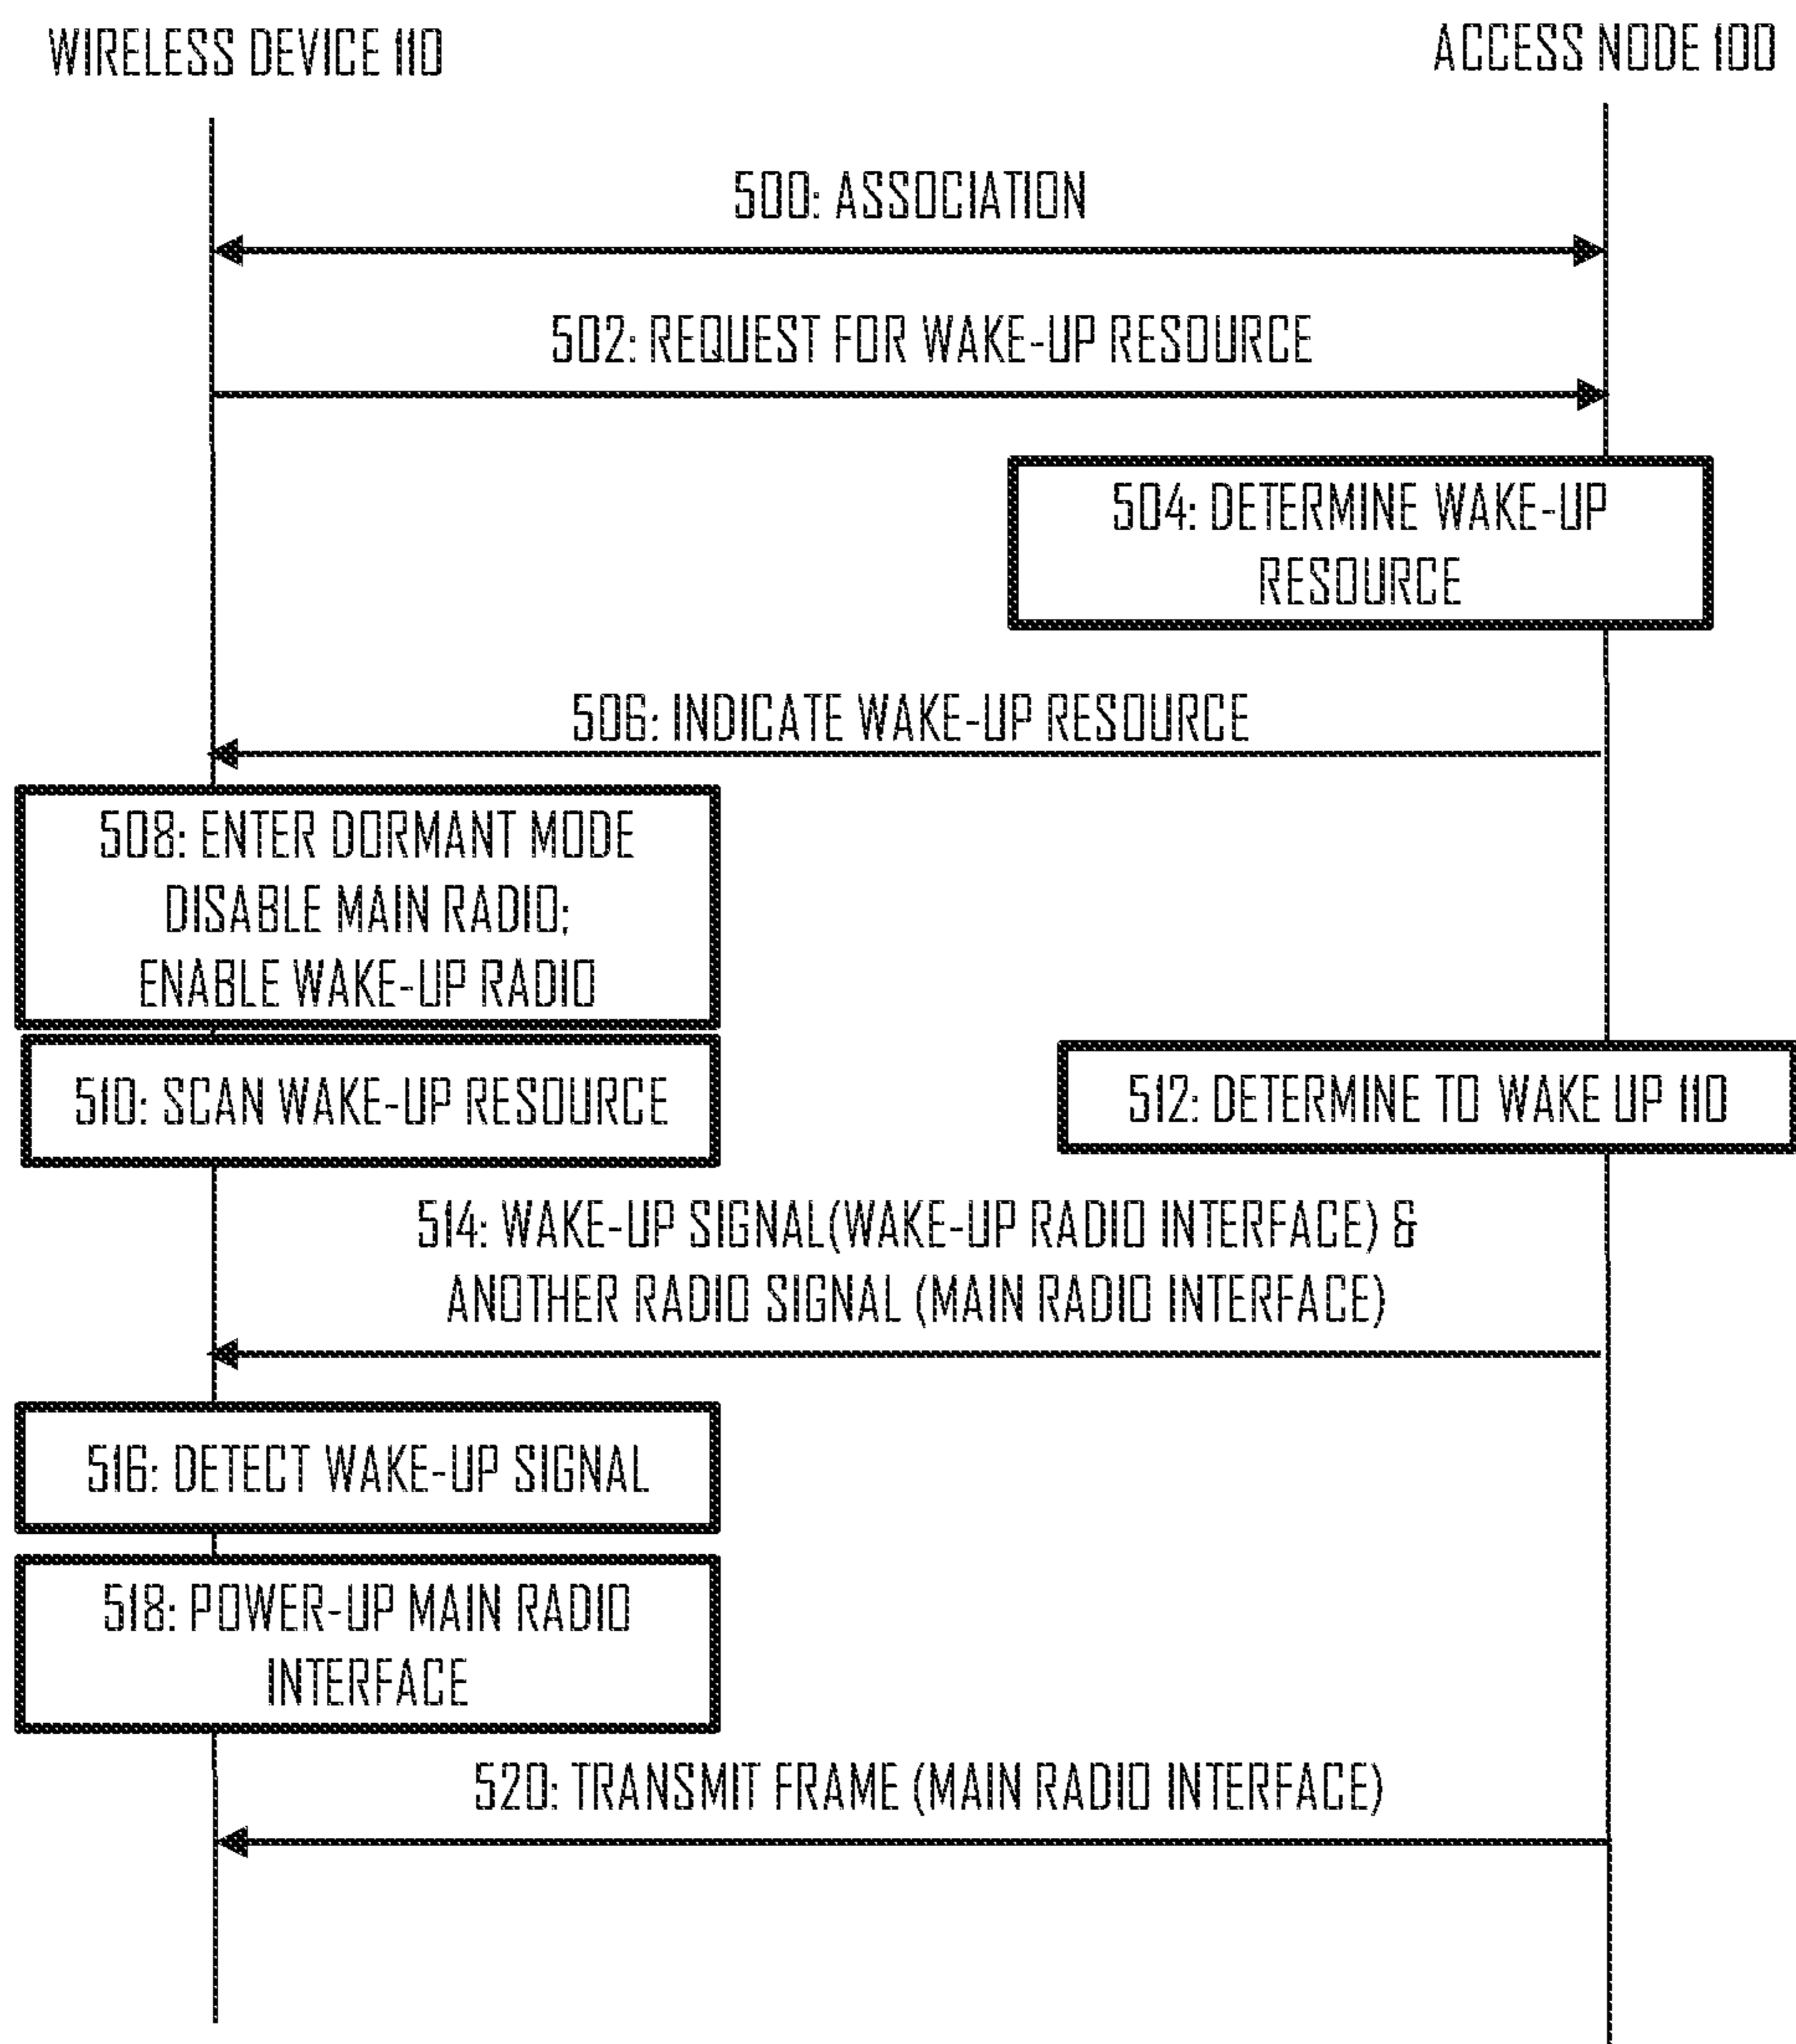 WIRELESS DEVICE 110
ACCESS NODE 100
500: ASSOCIATION
502: REQUEST FOR WAKE-UP RESOURCE
504: DETERMINE WAKE-UP
RESOURCE
506: INDICATE WAKE-UP RESOURCE
508: ENTER DORMANT MODE
DISABLE MAIN RADIO;
ENABLE WAKE-UP RADIO
510: SCAN WAKE-UP RESOURCE
512: DETERMINE TO WAKE UP 110
514: WAKE-UP SIGNAL(WAKE-UP RADIO INTERFACE) &
ANOTHER RADIO SIGNAL (MAIN RADIO INTERFACE)
516: DETECT WAKE-UP SIGNAL
518: POWER-UP MAIN RADIO
INTERFACE
520: TRANSMIT FRAME (MAIN RADIO INTERFACE)